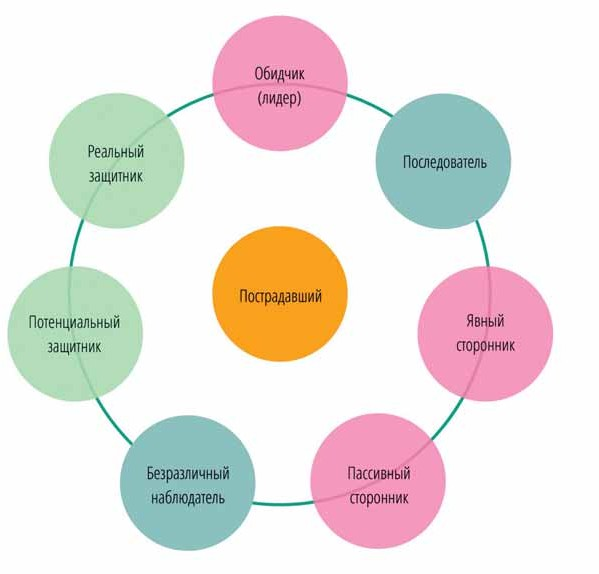 Обидчик
(лидер)
Последователь
Явный
сторонник
Пассивный
сторонник
Безразличный
наблюдатель
Потенциальный
защитник
Реальный
защитник
Пострадавший